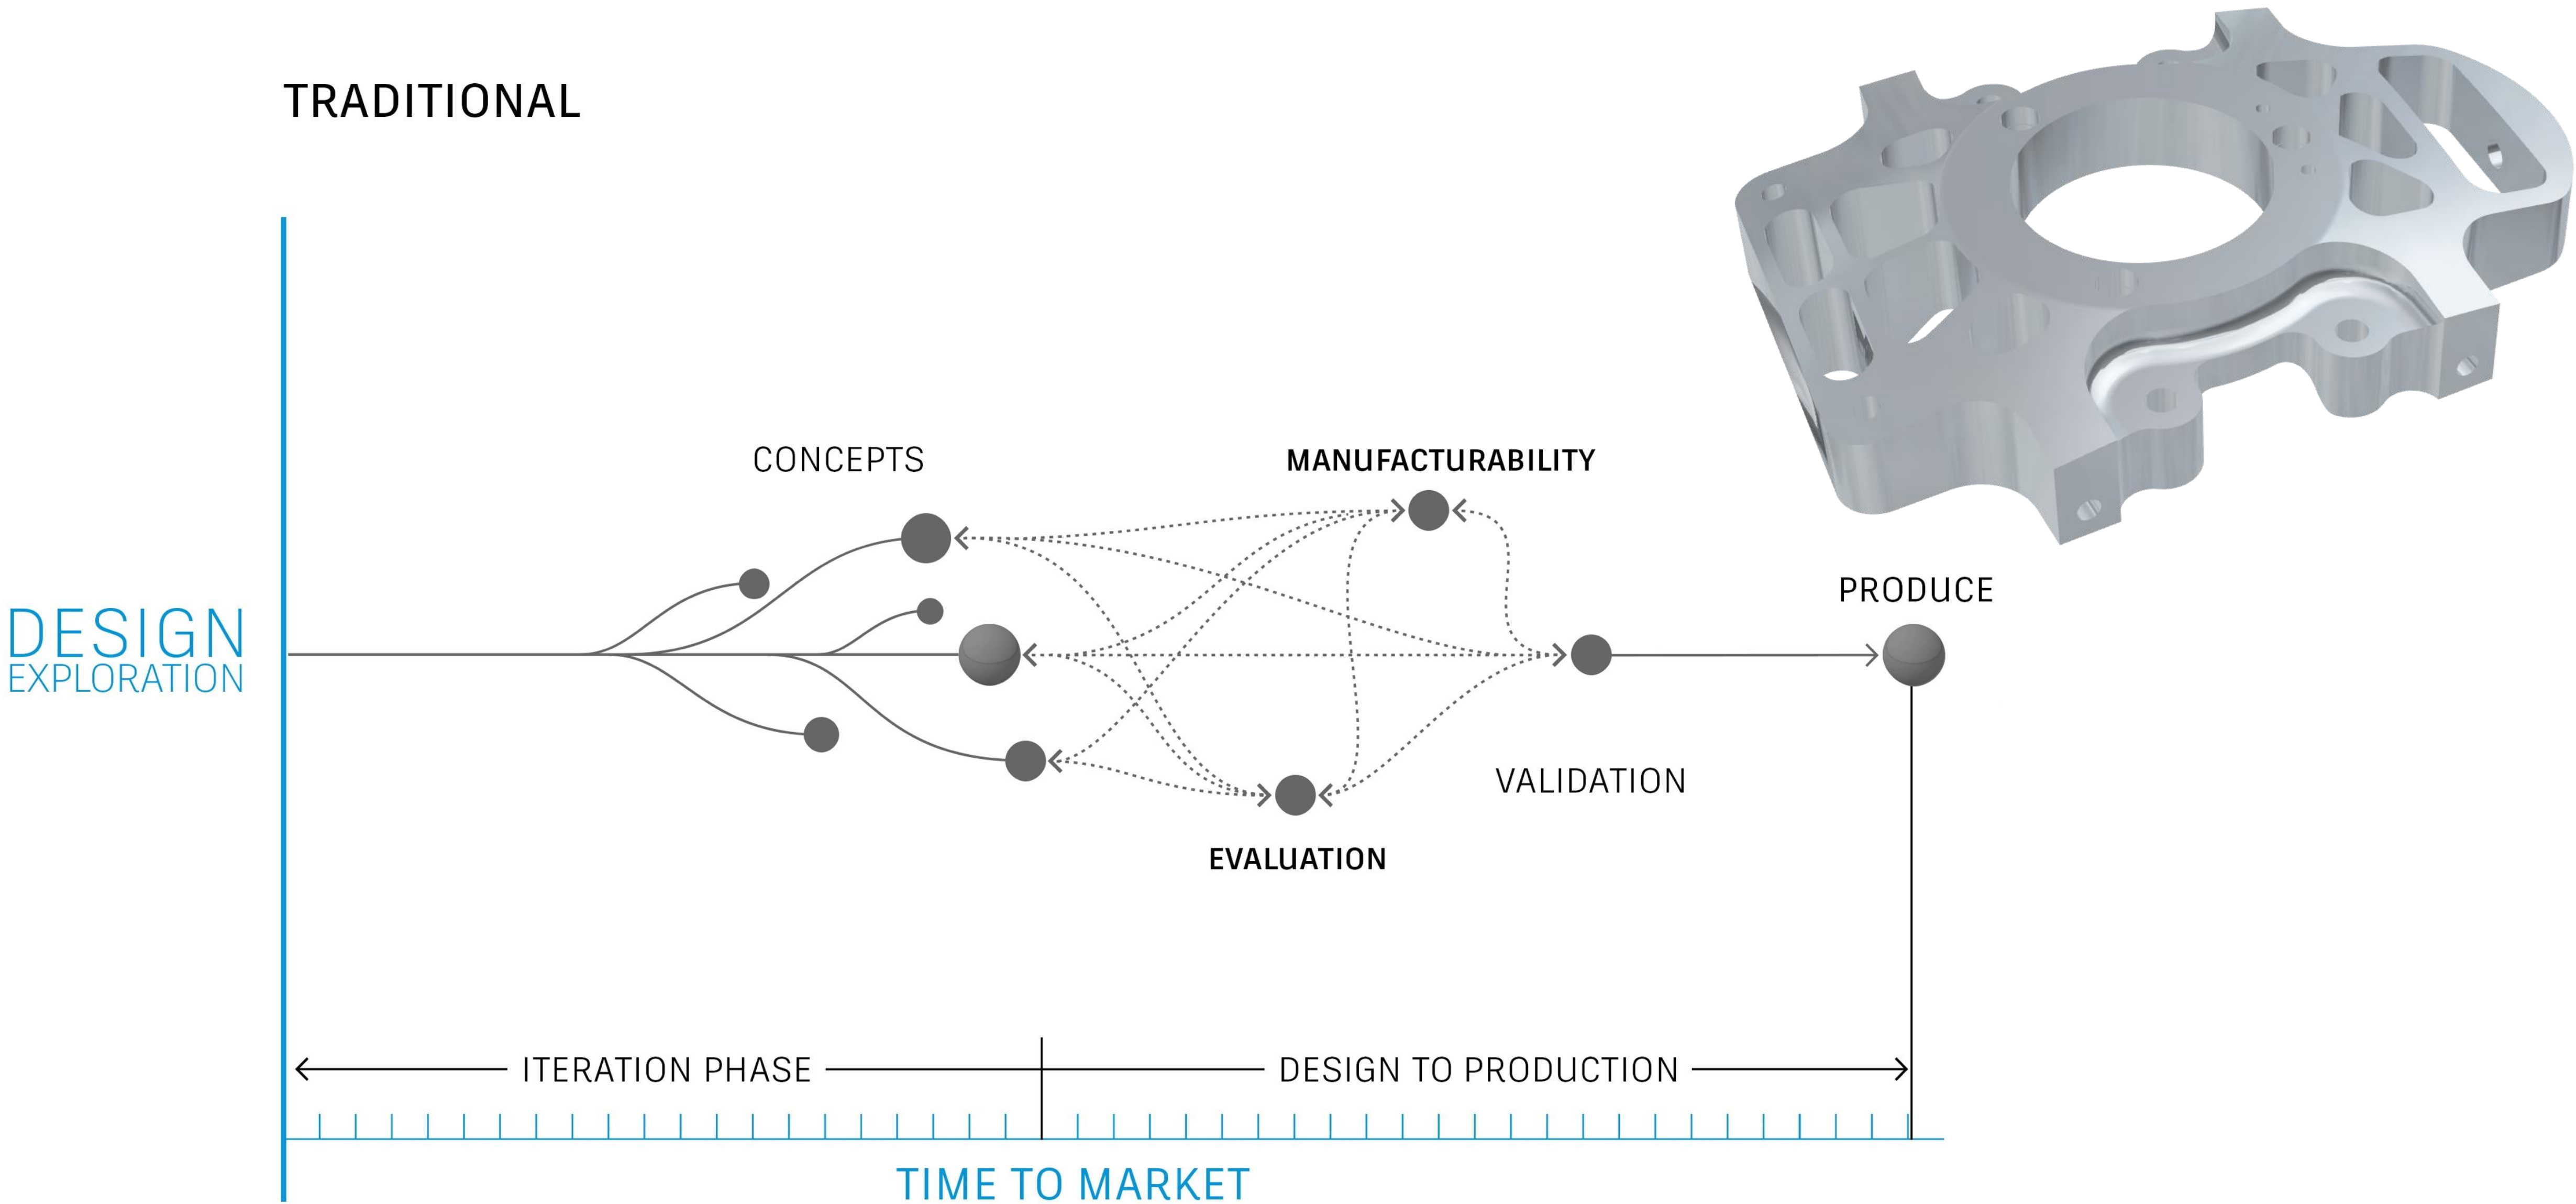 TRADITIONAL
CONCEPTS
MANUFACTURABILITY
PRODUCE
DESIGN
EXPLORATION
VALIDATION
EVALUATION
ITERATION PHASE
DESIGN TO PRODUCTION
TIME TO MARKET